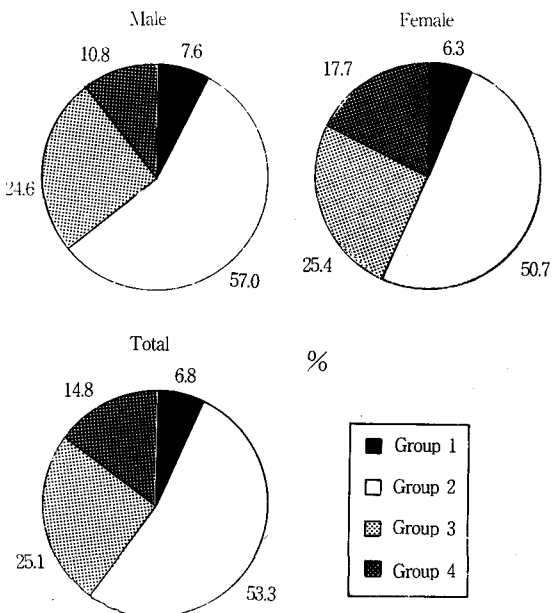 Male
10.8
7.6
24.6
57.0
Female
17.7
6.3
25.4
50.7
Total
14.8
6.8
25.1
53.3
%
Group 1
Group 2
Group 3
Group 4